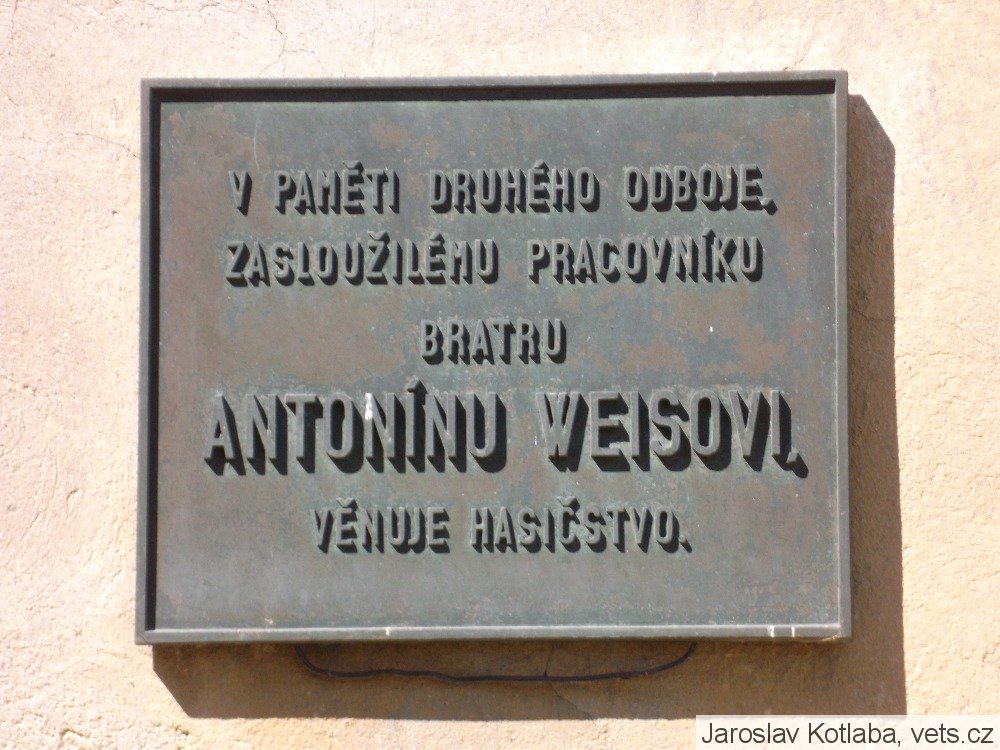 V PAMĚTI DRUHÉHO ODBOJE,
ZASLOUŽILÉMU PRACOVNÍKU
BRATRU
ANTONÍNU WEISOVI,
VĚNUJE HASIČSTVO.
Jaroslav Kotlaba, vets.cz